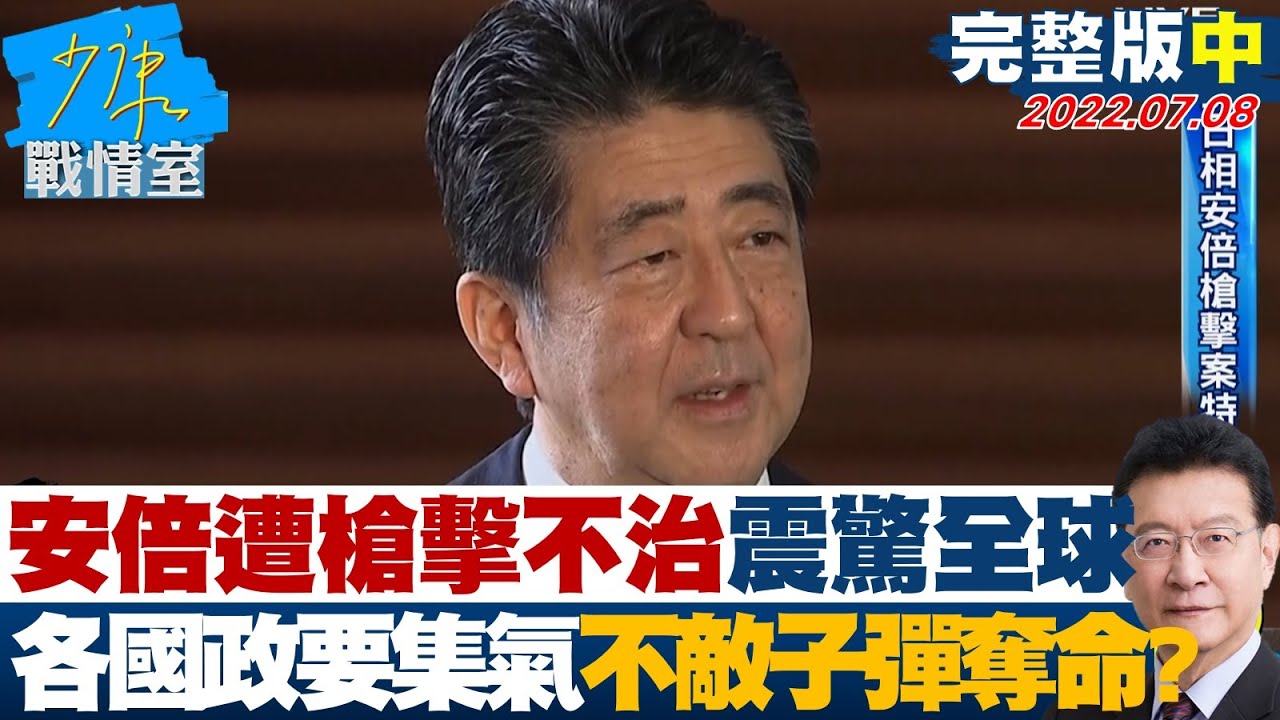 少康
戰情室
完整版中
2022.07.08
日相安倍槍擊案特
安倍遭槍擊不治震驚全球
各國政要集氣不敵子彈奪命?